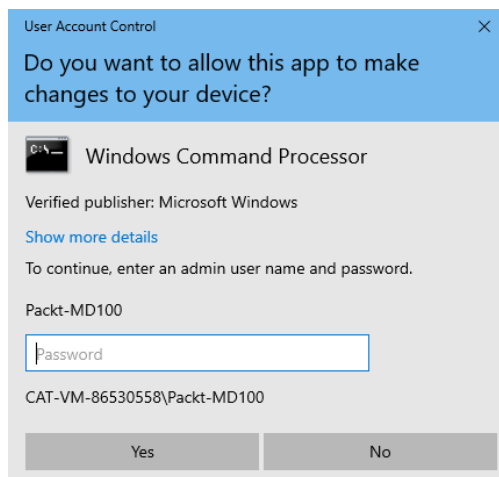 User Account Control
Do you want to allow this app to make
changes to your device?
C:\
Windows Command Processor
Verified publisher: Microsoft Windows
Show more details
To continue, enter an admin user name and password.
Packt-MD100
Password
CAT-VM-86530558\Packt-MD100
Yes No